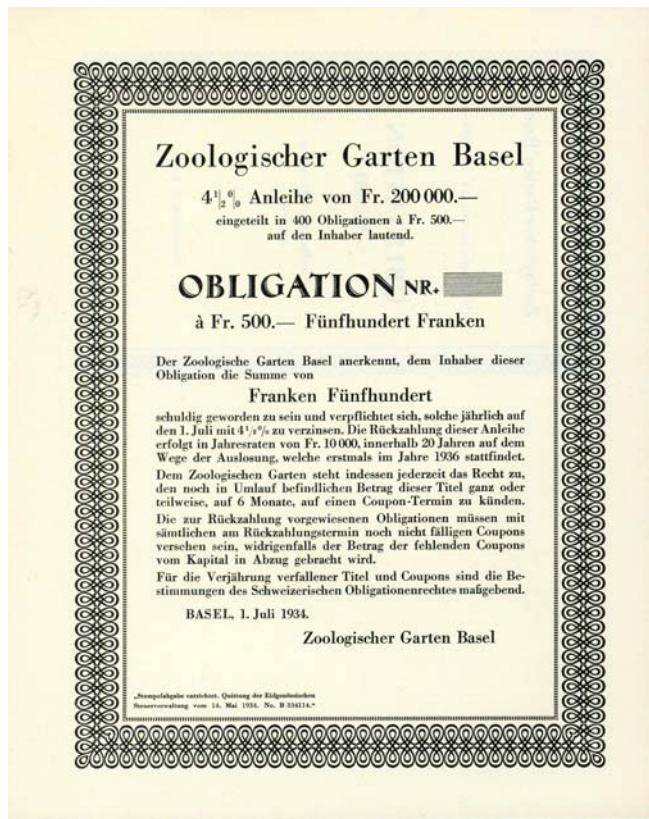 Zoologischer Garten Basel
4 1/2 0/0 Anleihe von Fr. 200 000.—
eingeteilt in 400 Obligationen à Fr. 500.—
auf den Inhaber lautend.
OBLIGATION NR.
à Fr. 500.— Fünfhundert Franken
Der Zoologische Garten Basel anerkennt, dem Inhaber dieser
Obligation die Summe von
Franken Fünfhundert
schuldig geworden zu sein und verpflichtet sich, solche jährlich auf
den 1. Juli mit 4 1/2 0/0 zu verzinsen. Die Rückzahlung dieser Anleihe
erfolgt in Jahresraten von Fr. 10 000, innerhalb 20 Jahren auf dem
Wege der Auslosung, welche erstmals im Jahre 1936 stattfindet.
Dem Zoologischen Garten steht indessen jederzeit das Recht zu,
den noch in Umlauf befindlichen Betrag dieser Titel ganz oder
teilweise, auf 6 Monate, auf einen Coupon-Termin zu künden.
Die zur Rückzahlung vorgewiesenen Obligationen müssen mit
sämtlichen am Rückzahlungstermin noch nicht fälligen Coupons
versehen sein, widrigenfalls der Betrag der fehlenden Coupons
vom Kapital in Abzug gebracht wird.
Für die Verjährung verfallener Titel und Coupons sind die Be-
stimmungen des Schweizerischen Obligationenrechtes maßgebend.
BASEL, 1. Juli 1934.
Zoologischer Garten Basel
„Stempelabgabe entrichtet. Quittung der Eidgenössischen
Steuerverwaltung vom 14. Mai 1934. No. B 334114.“